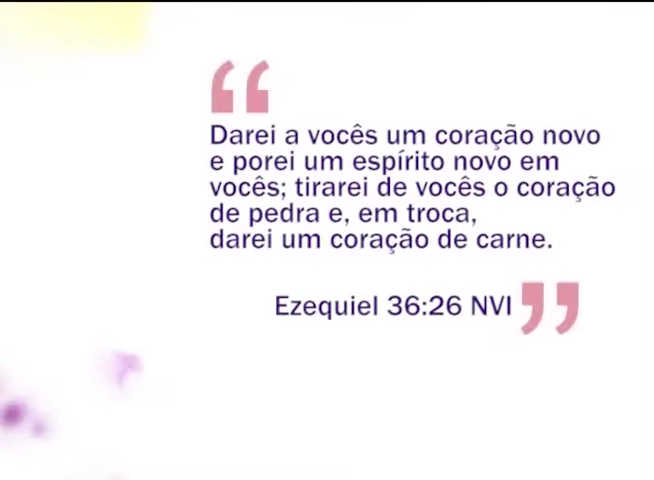 “
Darei a vocês um coração novo
e porei um espírito novo em
vocês; tirarei de vocês o coração
de pedra e, em troca,
darei um coração de carne.
Ezequiel 36:26 NVI ”